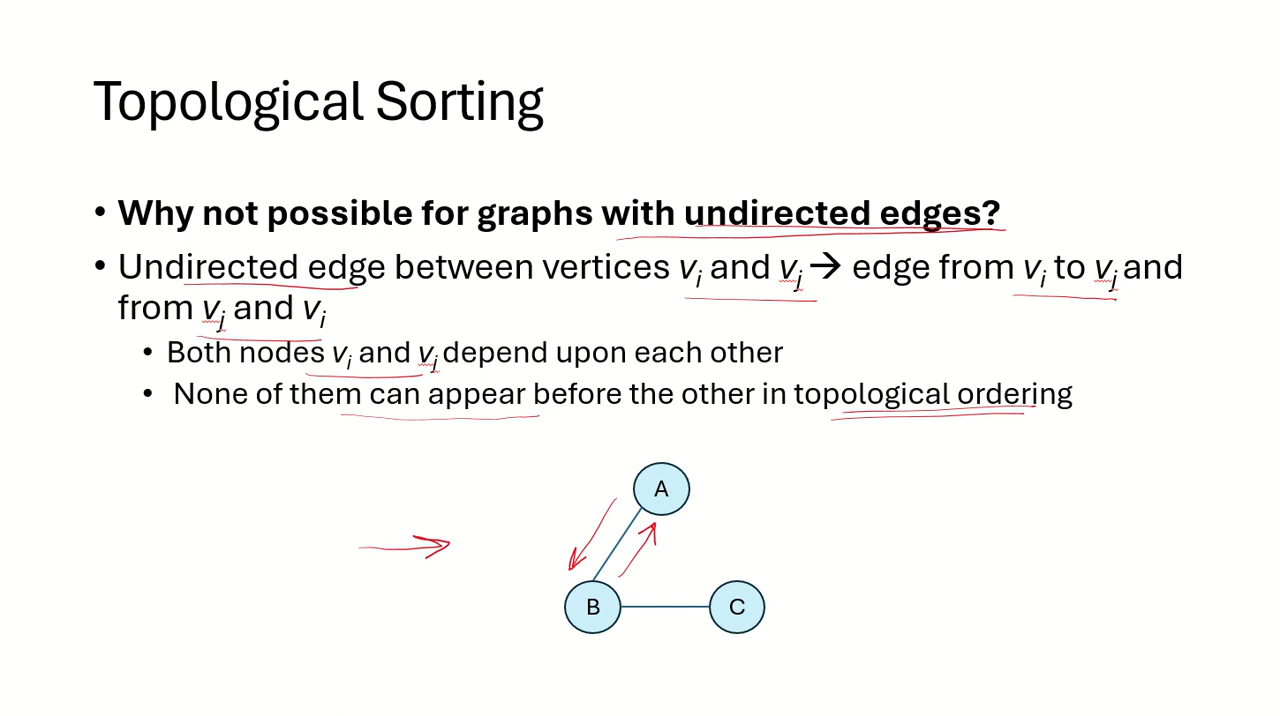 Topological Sorting
• Why not possible for graphs with undirected edges?
• Undirected edge between vertices vi and vj → edge from vi to vj and
from vj and vi
• Both nodes vi and vj depend upon each other
• None of them can appear before the other in topological ordering
A
B
C